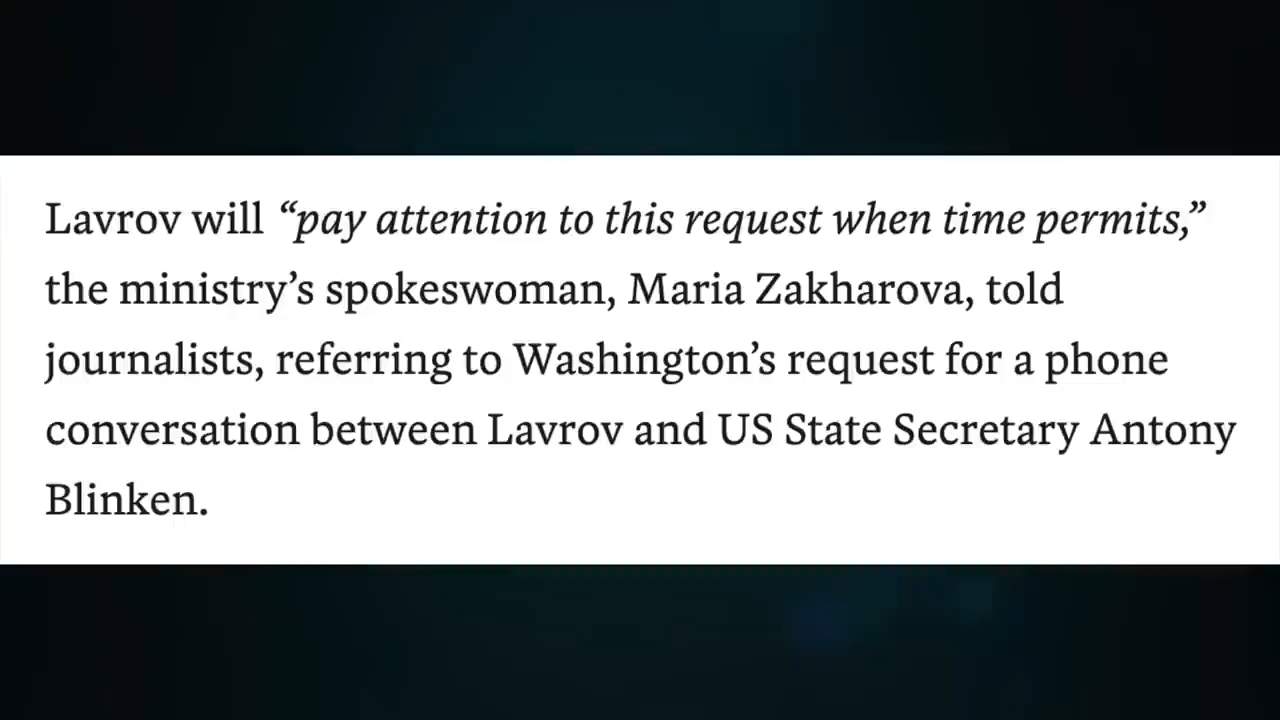 Lavrov will “pay attention to this request when time permits,”
the ministry’s spokeswoman, Maria Zakharova, told
journalists, referring to Washington’s request for a phone
conversation between Lavrov and US State Secretary Antony
Blinken.